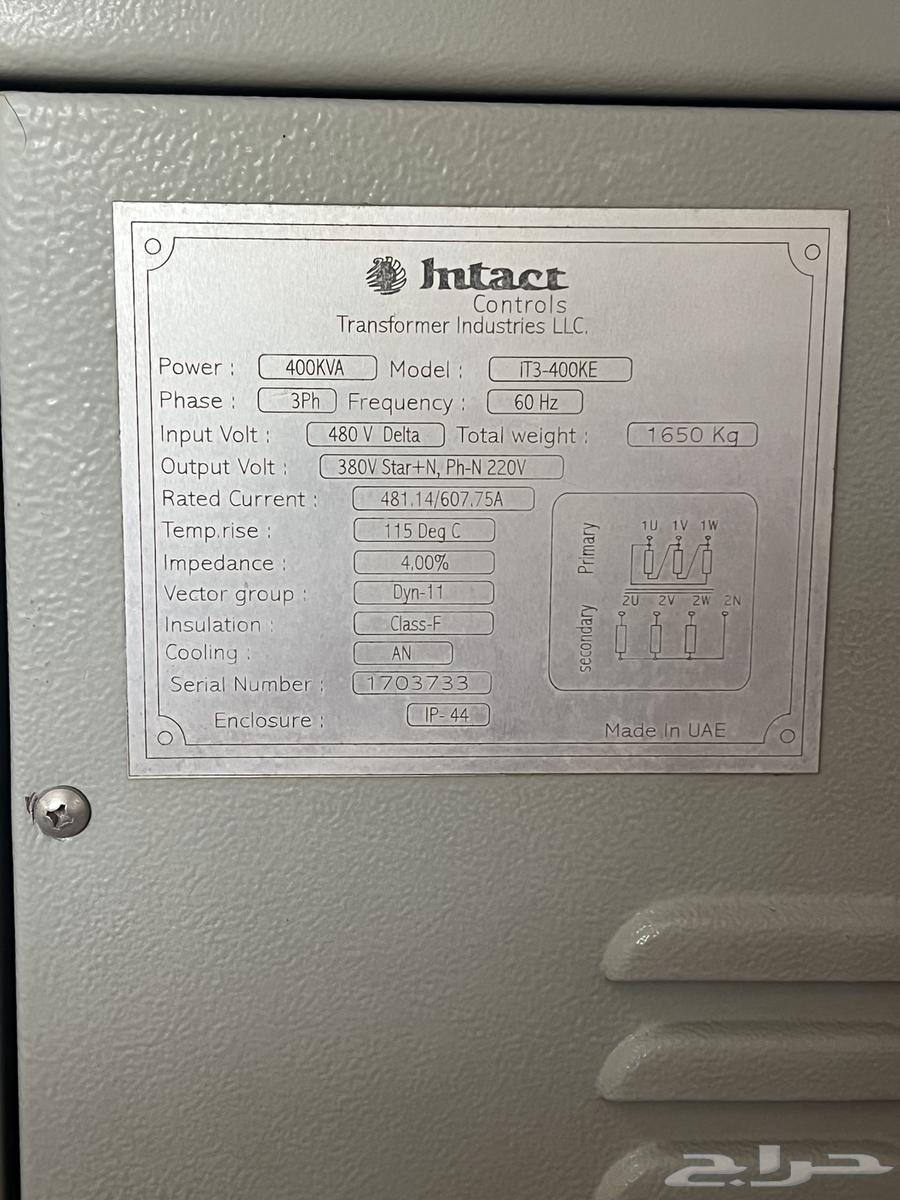 Intact
Controls
Transformer Industries LLC.
Power : 400KVA Model : iT3-400KE
Phase : 3Ph Frequency : 60 Hz
Input Volt : 480 V Delta Total weight : 1650 Kg
Output Volt : 380V Star+N, Ph-N 220V
Rated Current : 481.14/607.75A
Temp.rise : 115 Deg C
Impedance : 4.00%
Vector group : Dyn-11
Insulation : Class-F
Cooling : AN
Serial Number : 1703733
Enclosure : IP-44
Primary
1U 1V 1W
secondary
2U 2V 2W 2N
Made In UAE
حراج